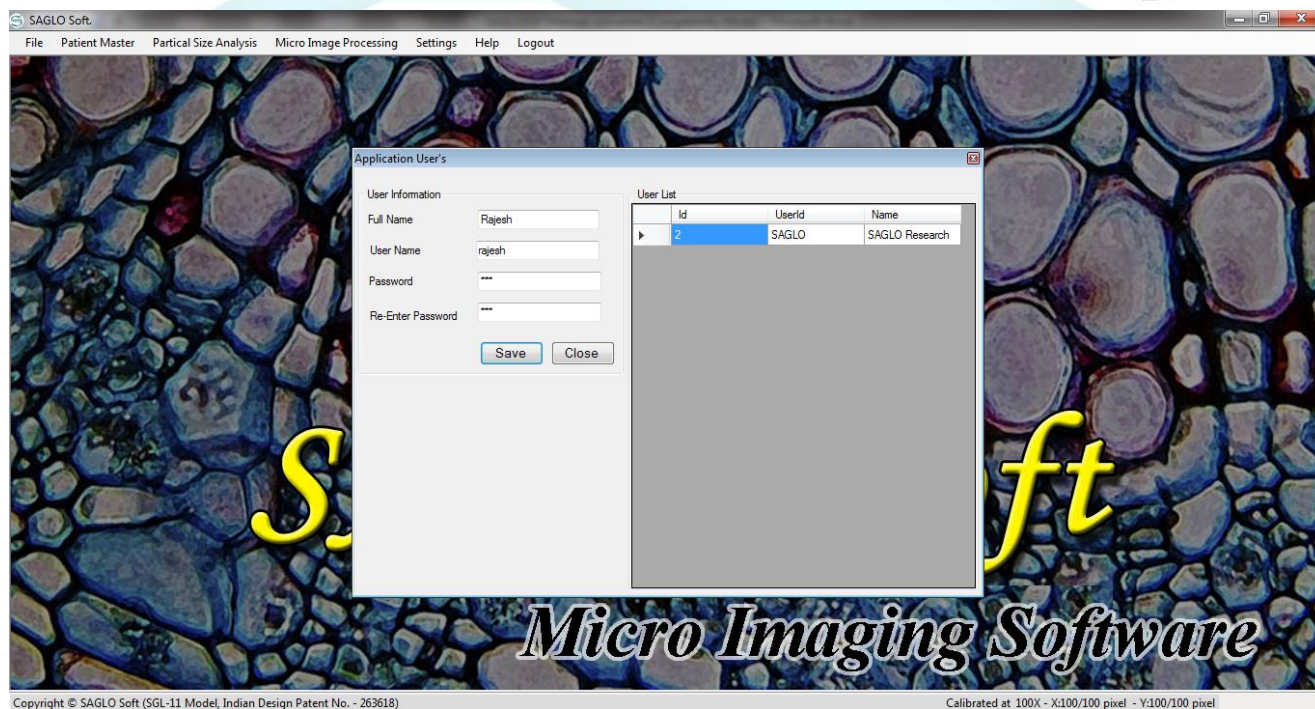 SAGLO Soft.
File Patient Master Partical Size Analysis Micro Image Processing Settings Help Logout
Application User's
User Information
Full Name Rajesh
User Name rajesh
Password ***
Re-Enter Password ***
Save Close
User List
Id UserId Name
2 SAGLO SAGLO Research
S
ft
Micro Imaging Software
Copyright © SAGLO Soft (SGL-11 Model, Indian Design Patent No. - 263618)
Calibrated at 100X - X:100/100 pixel - Y:100/100 pixel